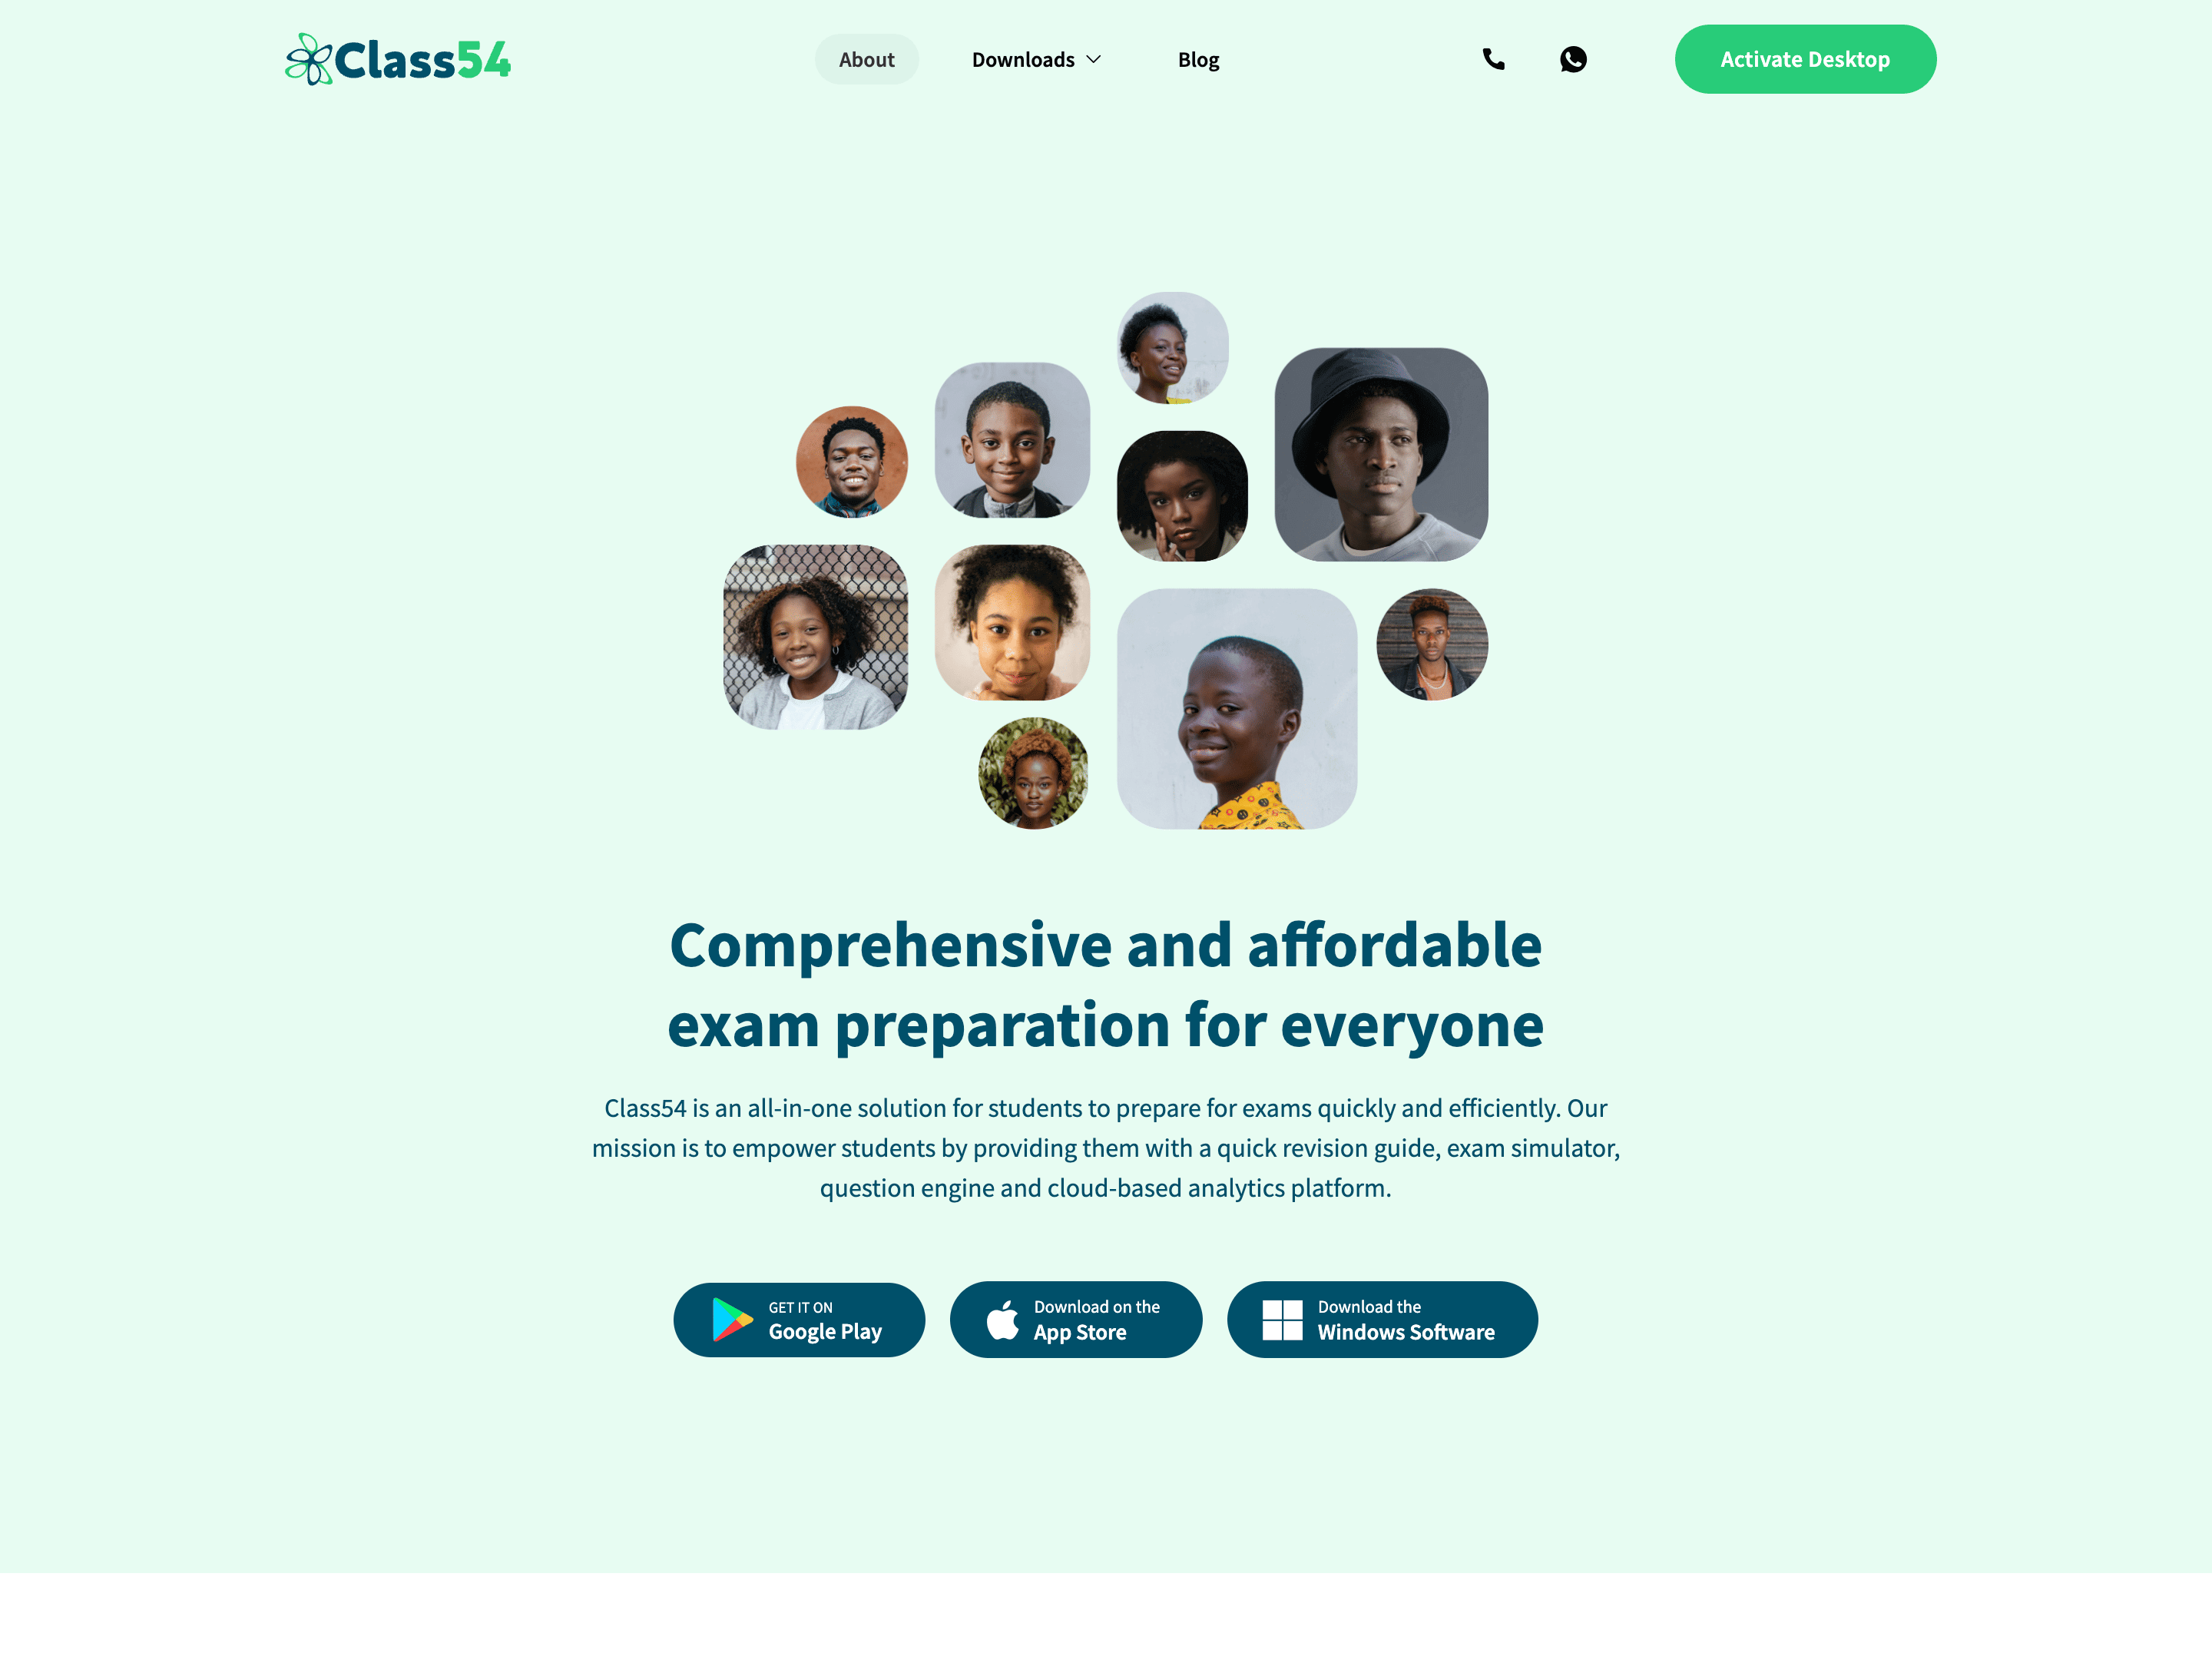 Class54
About
Downloads
Blog
Activate Desktop
Comprehensive and affordable
exam preparation for everyone
Class54 is an all-in-one solution for students to prepare for exams quickly and efficiently. Our
mission is to empower students by providing them with a quick revision guide, exam simulator,
question engine and cloud-based analytics platform.
GET IT ON
Google Play
Download on the
App Store
Download the
Windows Software